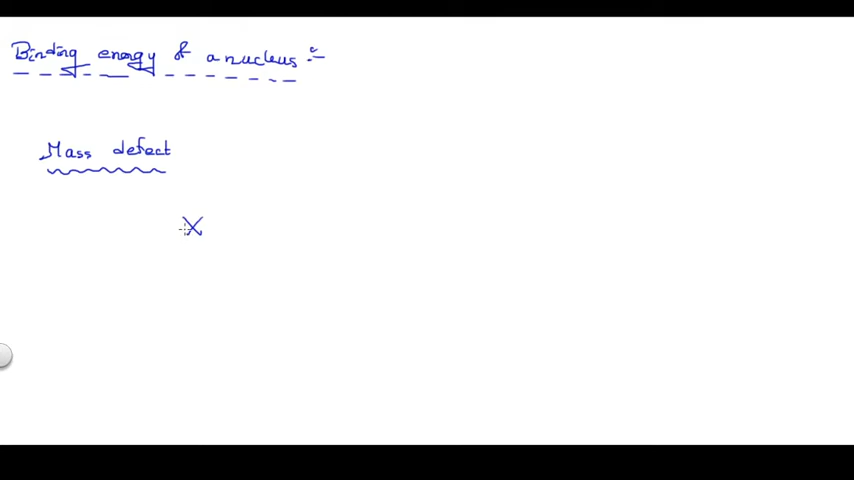 Binding energy of a nucleus :-
Mass defect
X